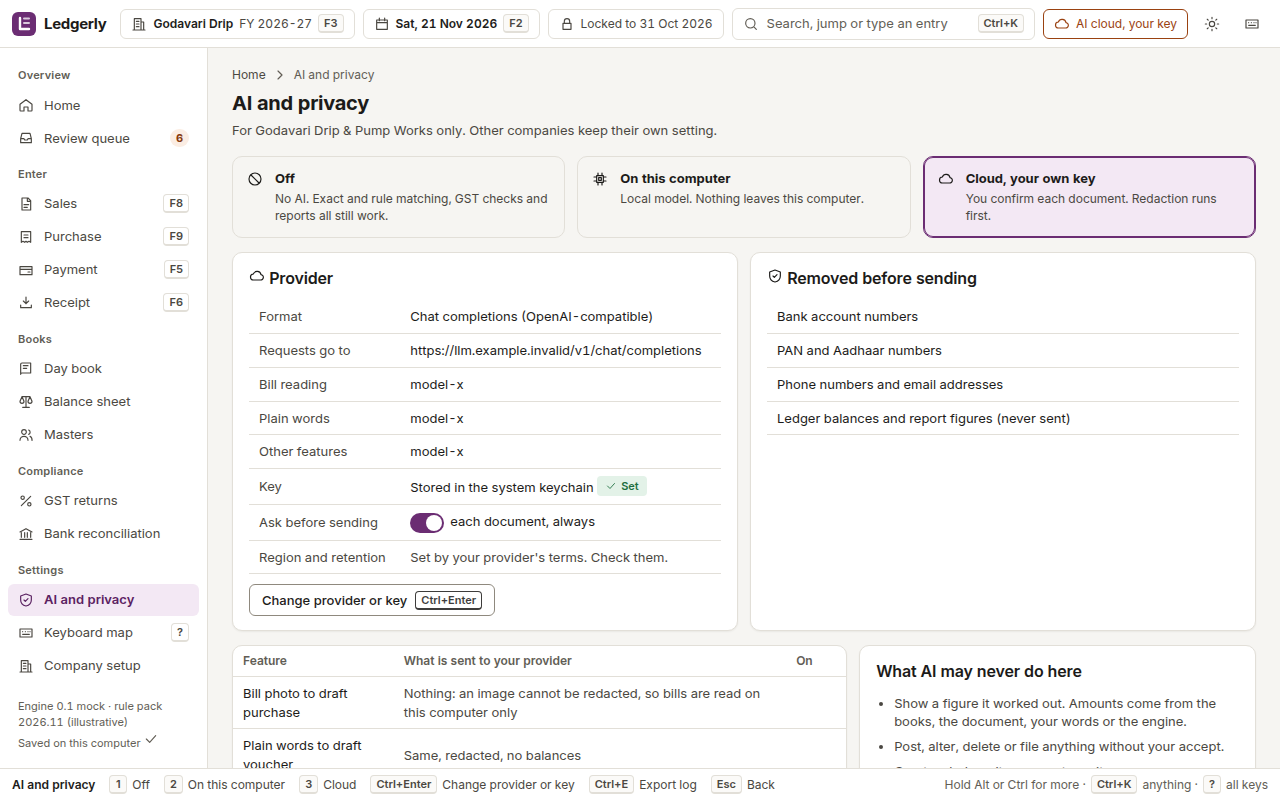 Ledgerly
Godavari Drip FY 2026-27 F3
Sat, 21 Nov 2026 F2
Locked to 31 Oct 2026
Search, jump or type an entry Ctrl+K
AI cloud, your key
Overview
Home
Review queue 6
Enter
Sales F8
Purchase F9
Payment F5
Receipt F6
Books
Day book
Balance sheet
Masters
Compliance
GST returns
Bank reconciliation
Settings
AI and privacy
Keyboard map ?
Company setup
Engine 0.1 mock · rule pack
2026.11 (illustrative)
Saved on this computer
Home > AI and privacy
AI and privacy
For Godavari Drip & Pump Works only. Other companies keep their own setting.
Off
No AI. Exact and rule matching, GST checks and
reports all still work.
On this computer
Local model. Nothing leaves this computer.
Cloud, your own key
You confirm each document. Redaction runs
first.
Provider
Format Chat completions (OpenAI-compatible)
Requests go to https://llm.example.invalid/v1/chat/completions
Bill reading model-x
Plain words model-x
Other features model-x
Key Stored in the system keychain Set
Ask before sending each document, always
Region and retention Set by your provider's terms. Check them.
Change provider or key Ctrl+Enter
Removed before sending
Bank account numbers
PAN and Aadhaar numbers
Phone numbers and email addresses
Ledger balances and report figures (never sent)
Feature What is sent to your provider On
Bill photo to draft
purchase
Nothing: an image cannot be redacted, so bills are read on
this computer only
Plain words to draft
voucher
Same, redacted, no balances
What AI may never do here
• Show a figure it worked out. Amounts come from the
books, the document, your words or the engine.
• Post, alter, delete or file anything without your accept.
AI and privacy 1 Off 2 On this computer 3 Cloud Ctrl+Enter Change provider or key Ctrl+E Export log Esc Back
Hold Alt or Ctrl for more · Ctrl+K anything · ? all keys